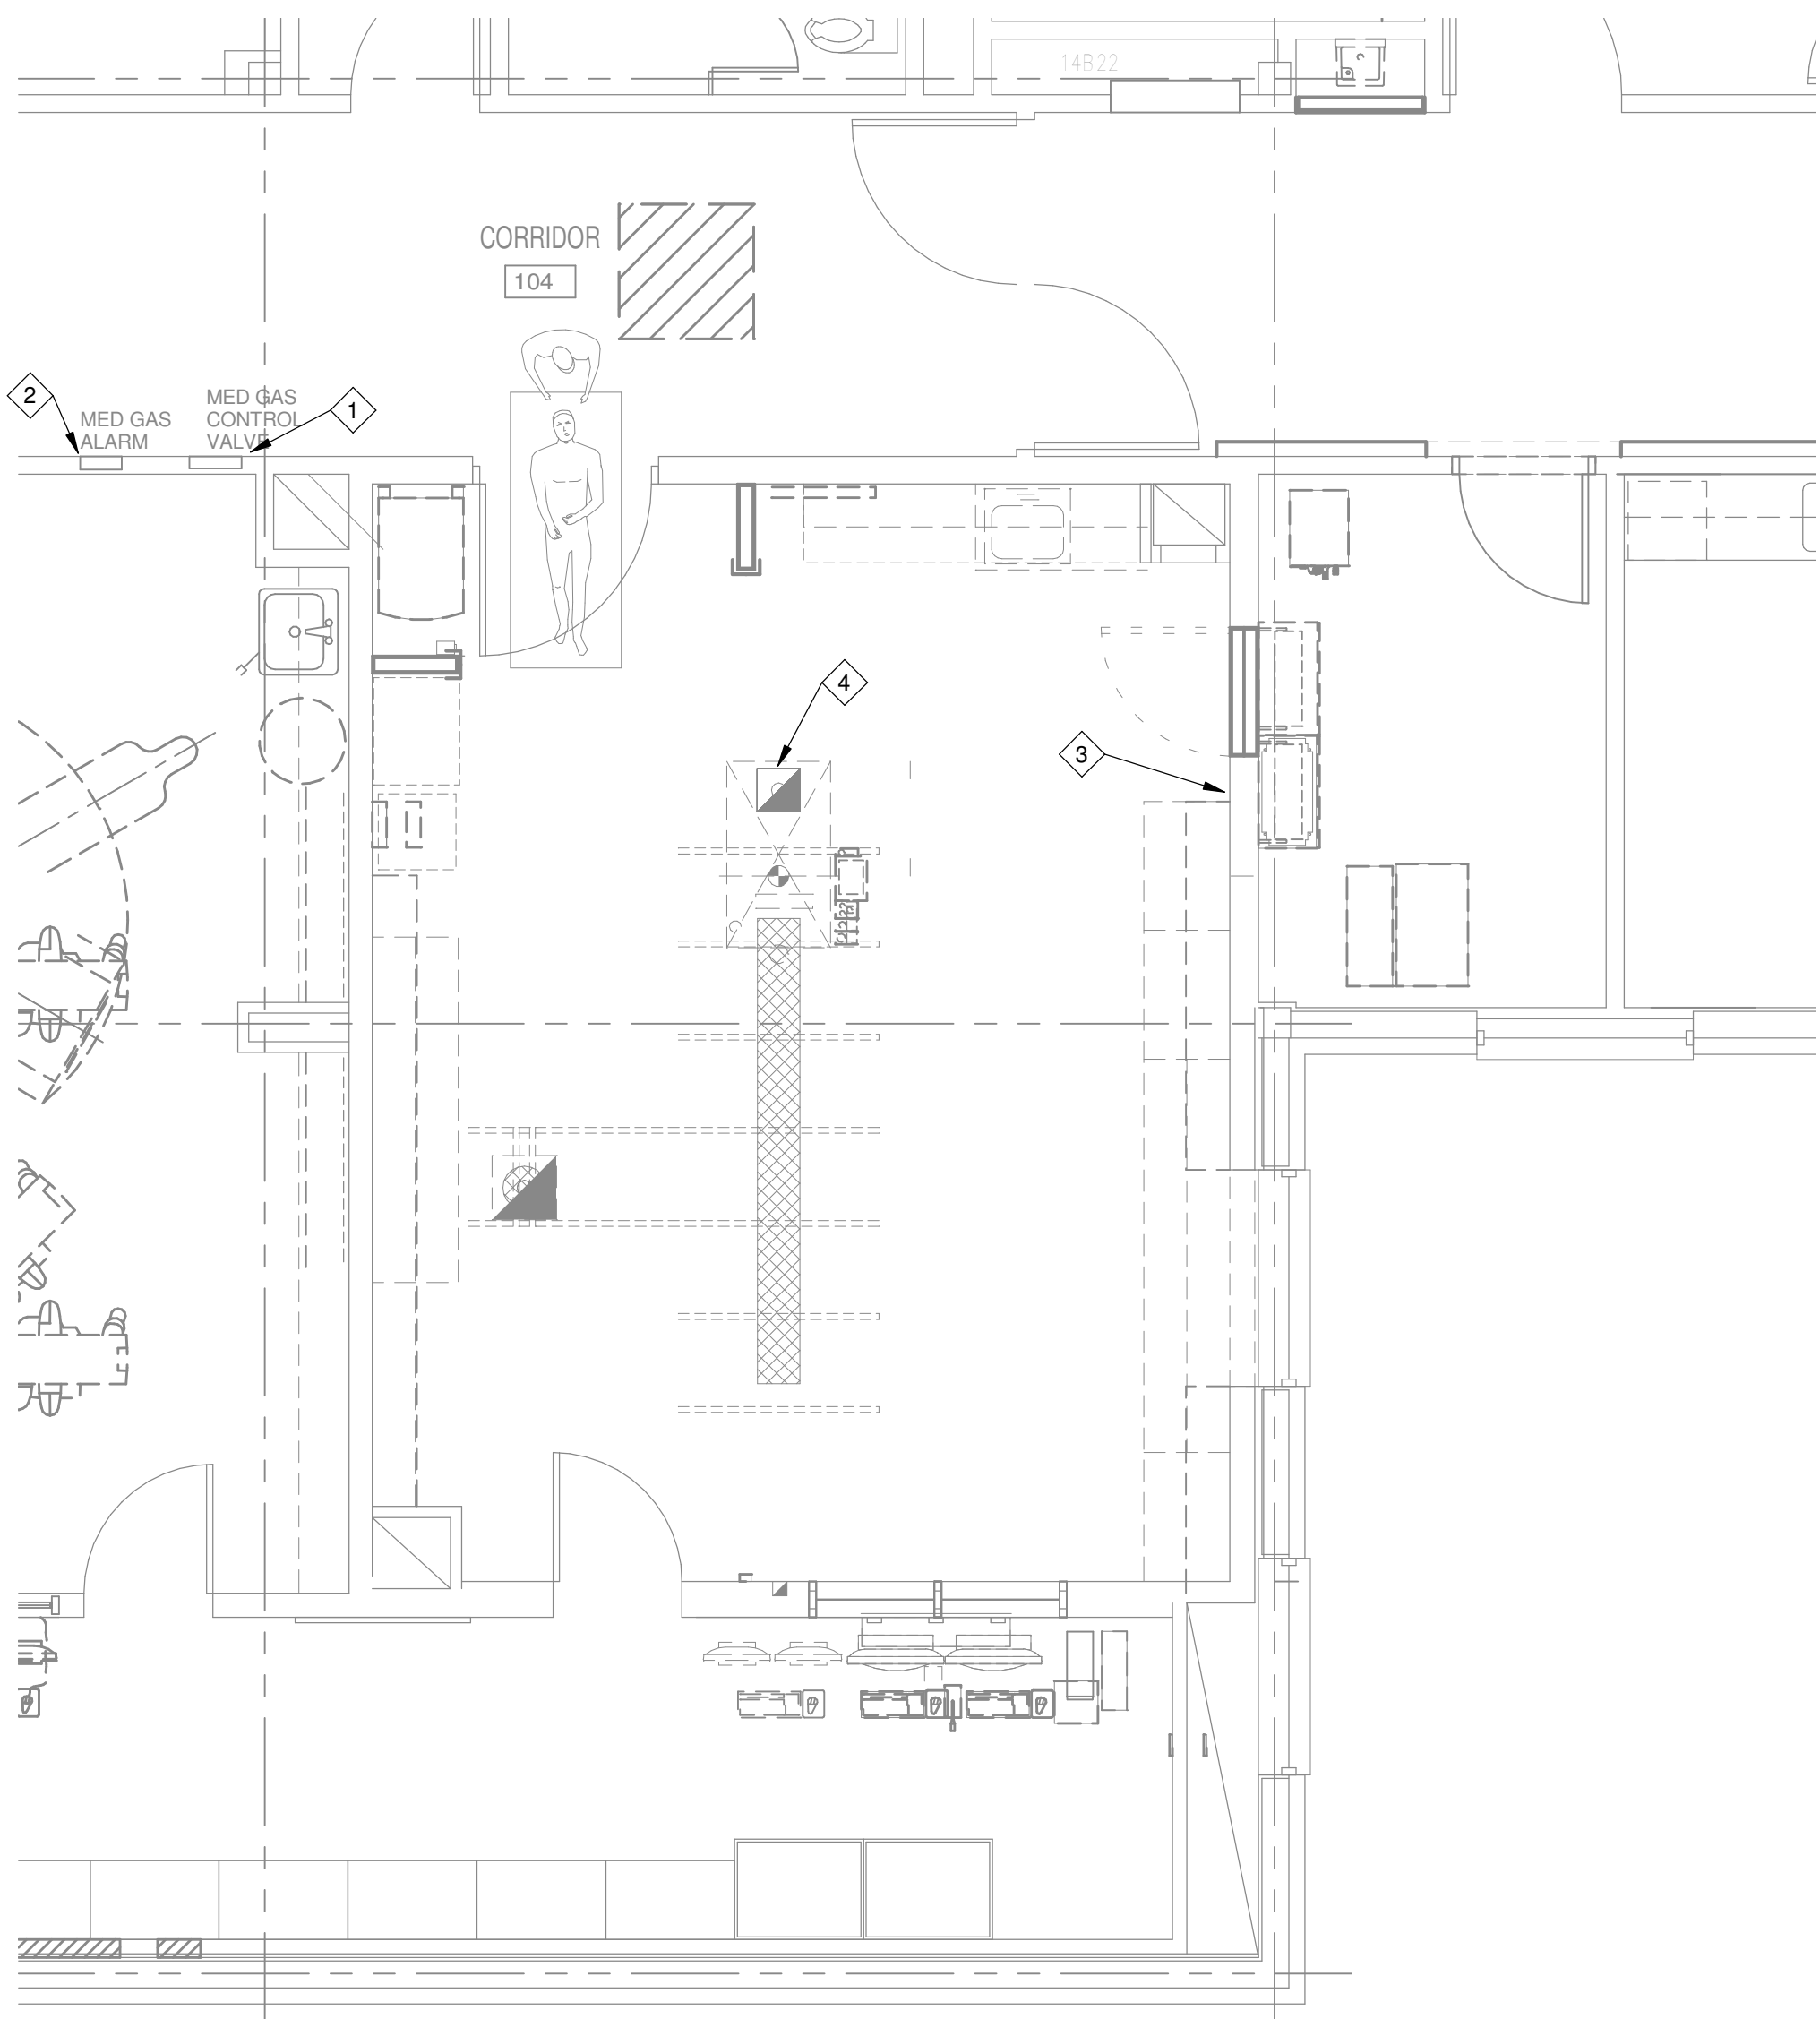 14B22
CORRIDOR
104
2
MED GAS
ALARM
MED GAS
CONTROL
VALVE
1
4
3